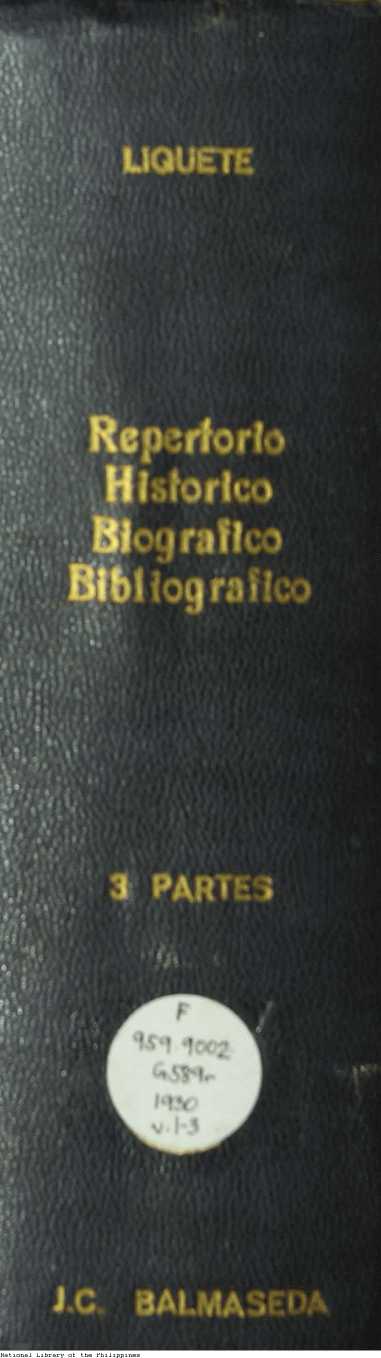 LIQUETE
Repertorio
Historico
Biografico
Bibliografico
3 PARTES
F
959.9002
G589r
1930
v.1-3
J.C. BALMASEDA
National Library of the Philippines